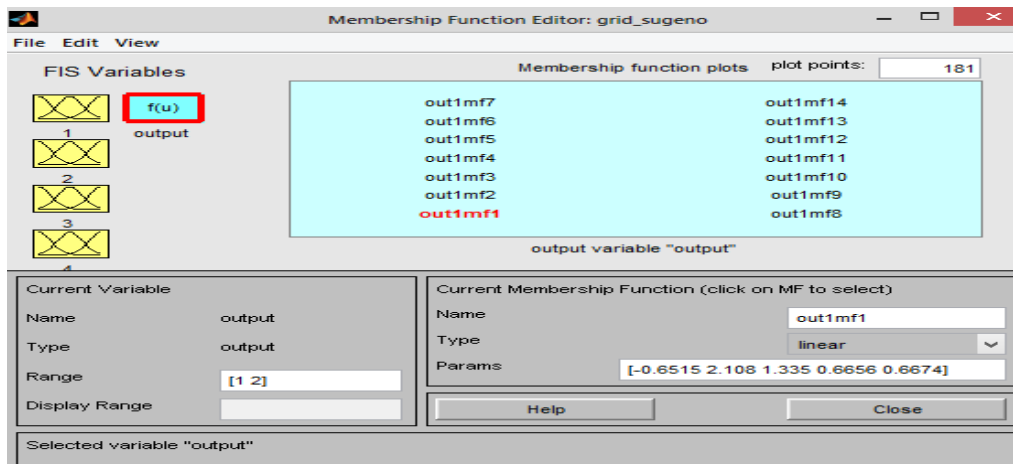 Membership Function Editor: grid_sugeno
File Edit View
FIS Variables
Membership function plots plot points: 181
f(u)
1 output
2
3
4
out1mf7 out1mf14
out1mf6 out1mf13
out1mf5 out1mf12
out1mf4 out1mf11
out1mf3 out1mf10
out1mf2 out1mf9
out1mf1 out1mf8
output variable "output"
Current Variable
Name output
Type output
Range [1 2]
Display Range
Current Membership Function (click on MF to select)
Name out1mf1
Type linear
Params [-0.6515 2.108 1.335 0.6656 0.6674]
Help Close
Selected variable "output"